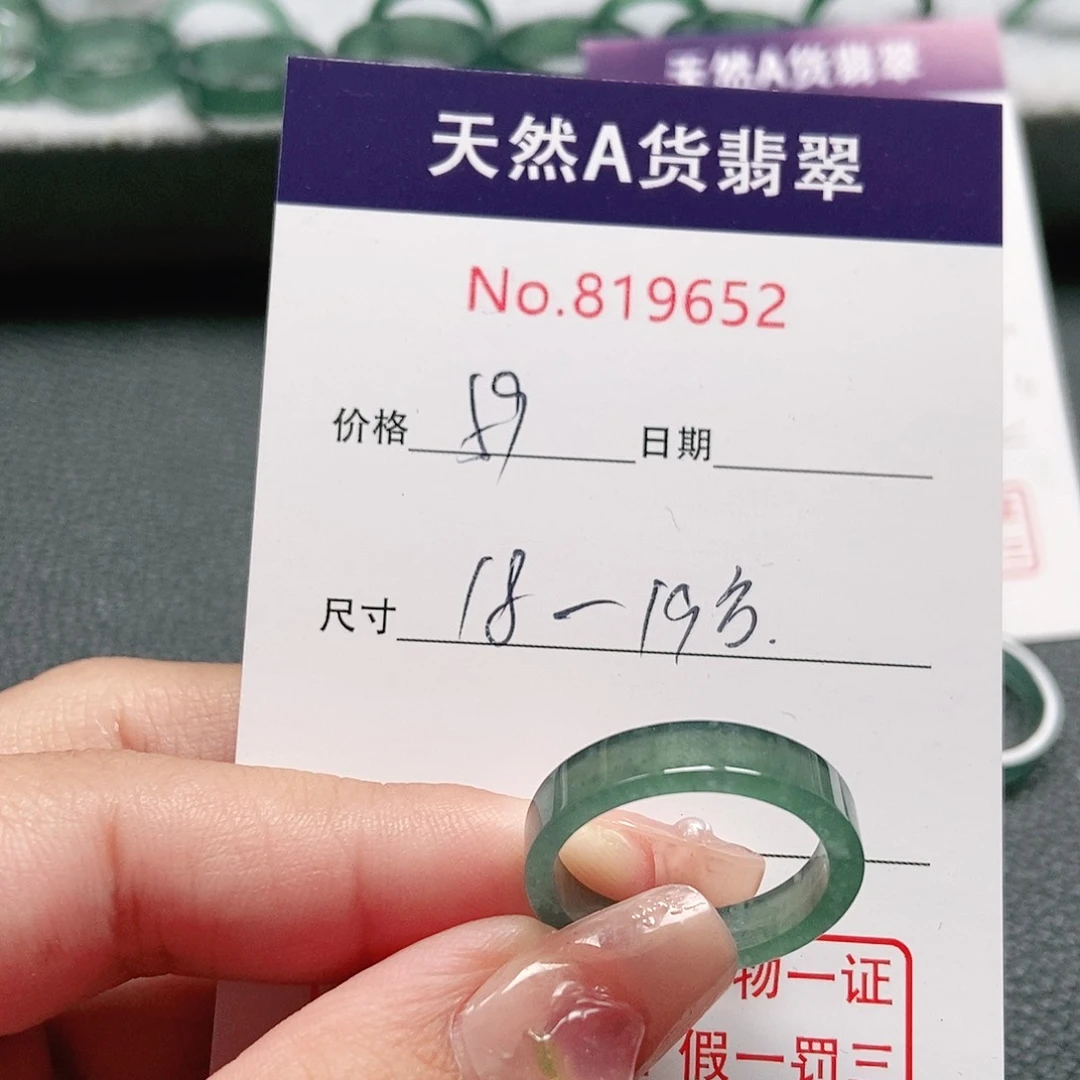 天然A货翡翠
天然A货翡翠
No.819652
价格 89 日期
尺寸 18-19号.
物一证
假一罚三